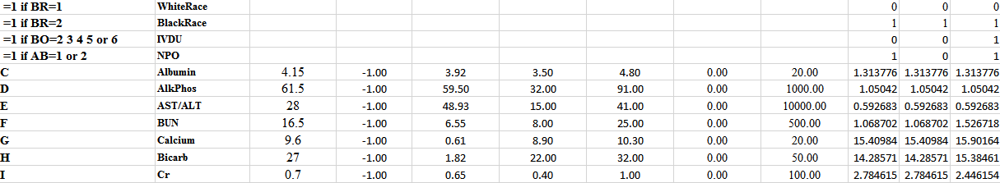 =1 if BR=1 WhiteRace 0 0 0
=1 if BR=2 BlackRace 1 1 1
=1 if BO=2 3 4 5 or 6 IVDU 0 0 1
=1 if AB=1 or 2 NPO 1 0 1
C Albumin 4.15 -1.00 3.92 3.50 4.80 0.00 20.00 1.313776 1.313776 1.313776
D AlkPhos 61.5 -1.00 59.50 32.00 91.00 0.00 1000.00 1.05042 1.05042 1.05042
E AST/ALT 28 -1.00 48.93 15.00 41.00 0.00 10000.00 0.592683 0.592683 0.592683
F BUN 16.5 -1.00 6.55 8.00 25.00 0.00 500.00 1.068702 1.068702 1.526718
G Calcium 9.6 -1.00 0.61 8.90 10.30 0.00 20.00 15.40984 15.40984 15.90164
H Bicarb 27 -1.00 1.82 22.00 32.00 0.00 50.00 14.28571 14.28571 15.38461
I Cr 0.7 -1.00 0.65 0.40 1.00 0.00 100.00 2.784615 2.784615 2.446154